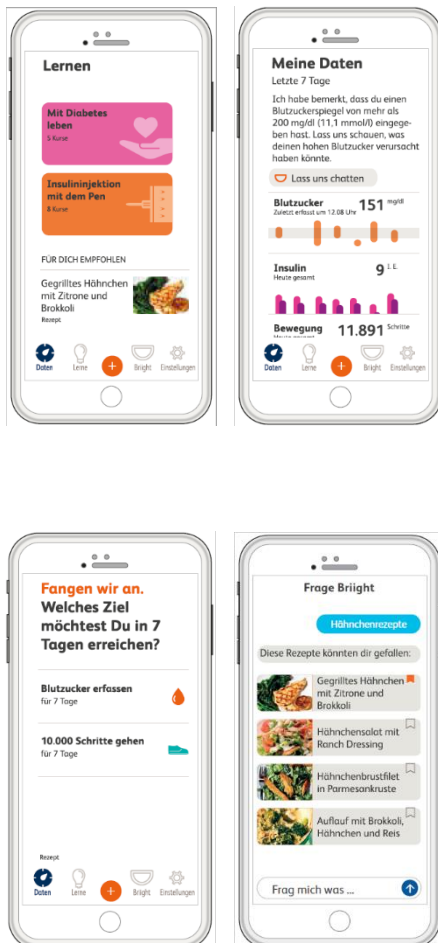 Lernen
Mit Diabetes
leben
5 Kurse
Insulininjektion
mit dem Pen
8 Kurse
FÜR DICH EMPFOHLEN
Gegrilltes Hähnchen
mit Zitrone und
Brokkoli
Rezept
Daten
Lerne
Bright
Einstellungen
Meine Daten
Letzte 7 Tage
Ich habe bemerkt, dass du einen
Blutzuckerspiegel von mehr als
200 mg/dl (11,1 mmol/l) eingege-
ben hast. Lass uns schauen, was
deinen hohen Blutzucker verursacht
haben könnte.
Lass uns chatten
Blutzucker 151 mg/dl
Zuletzt erfasst um 12.08 Uhr
Insulin 9 I. E.
Heute gesamt
Bewegung 11.891 Schritte
Heute gesamt
Daten
Lerne
Bright
Einstellungen
Fangen wir an.
Welches Ziel
möchtest Du in 7
Tagen erreichen?
Blutzucker erfassen
für 7 Tage
10.000 Schritte gehen
für 7 Tage
Rezept
Daten
Lerne
Bright
Einstellungen
Frage Briight
Hähnchenrezepte
Diese Rezepte könnten dir gefallen:
Gegrilltes Hähnchen
mit Zitrone und
Brokkoli
Hähnchensalat mit
Ranch Dressing
Hähnchenbrustfilet
in Parmesankruste
Auflauf mit Brokkoli,
Hähnchen und Reis
Frag mich was ...